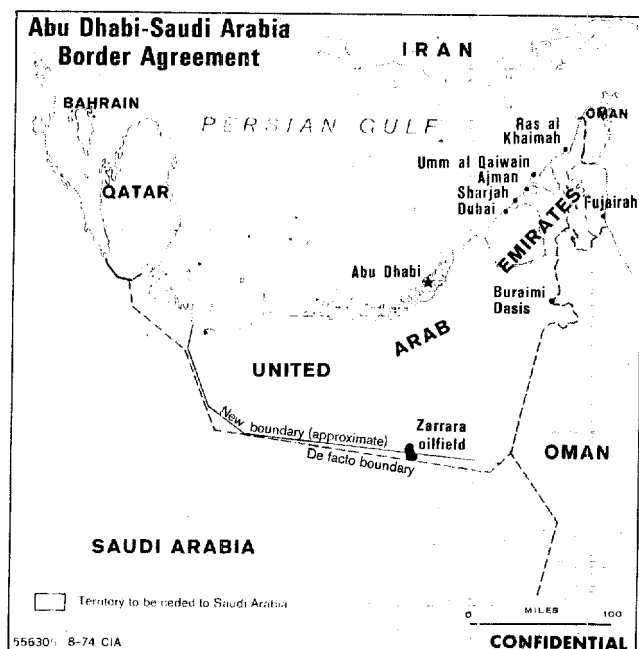 Abu Dhabi-Saudi Arabia
Border Agreement
IRAN
BAHRAIN
PERSIAN GULF
OMAN
Ras al
Khaimah
QATAR
Umm al Qaiwain
Ajman
Sharjah
Dubai
Fujairah
EMIRATES
Abu Dhabi
Buraimi
Oasis
ARAB
UNITED
New boundary (approximate)
Zarrara
oilfield
De facto boundary
OMAN
SAUDI ARABIA
Territory to be ceded to Saudi Arabia
0 MILES 100
8-74 CIA
CONFIDENTIAL